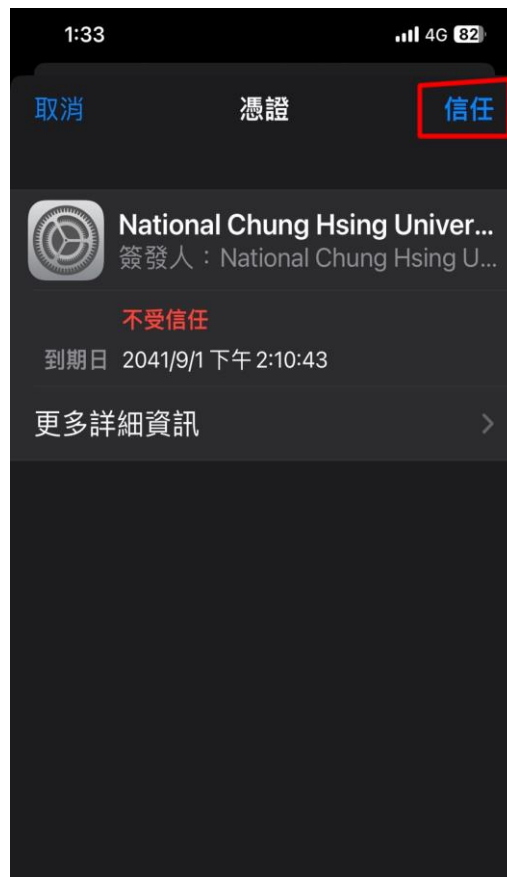 1:33 4G 82
取消 憑證 信任
National Chung Hsing Univer...
簽發人：National Chung Hsing U...
不受信任
到期日 2041/9/1 下午 2:10:43
更多詳細資訊